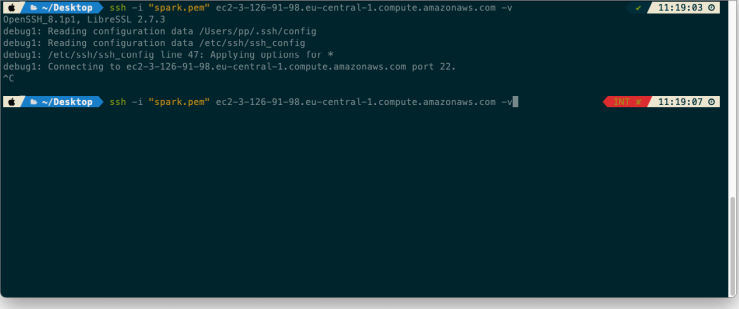 ~/Desktop ssh -i "spark.pem" ec2-3-126-91-98.eu-central-1.compute.amazonaws.com -v ✔ 11:19:03
OpenSSH_8.1p1, LibreSSL 2.7.3
debug1: Reading configuration data /Users/pp/.ssh/config
debug1: Reading configuration data /etc/ssh/ssh_config
debug1: /etc/ssh/ssh_config line 47: Applying options for *
debug1: Connecting to ec2-3-126-91-98.eu-central-1.compute.amazonaws.com port 22.
^C
~/Desktop ssh -i "spark.pem" ec2-3-126-91-98.eu-central-1.compute.amazonaws.com -v INT ✘ 11:19:07